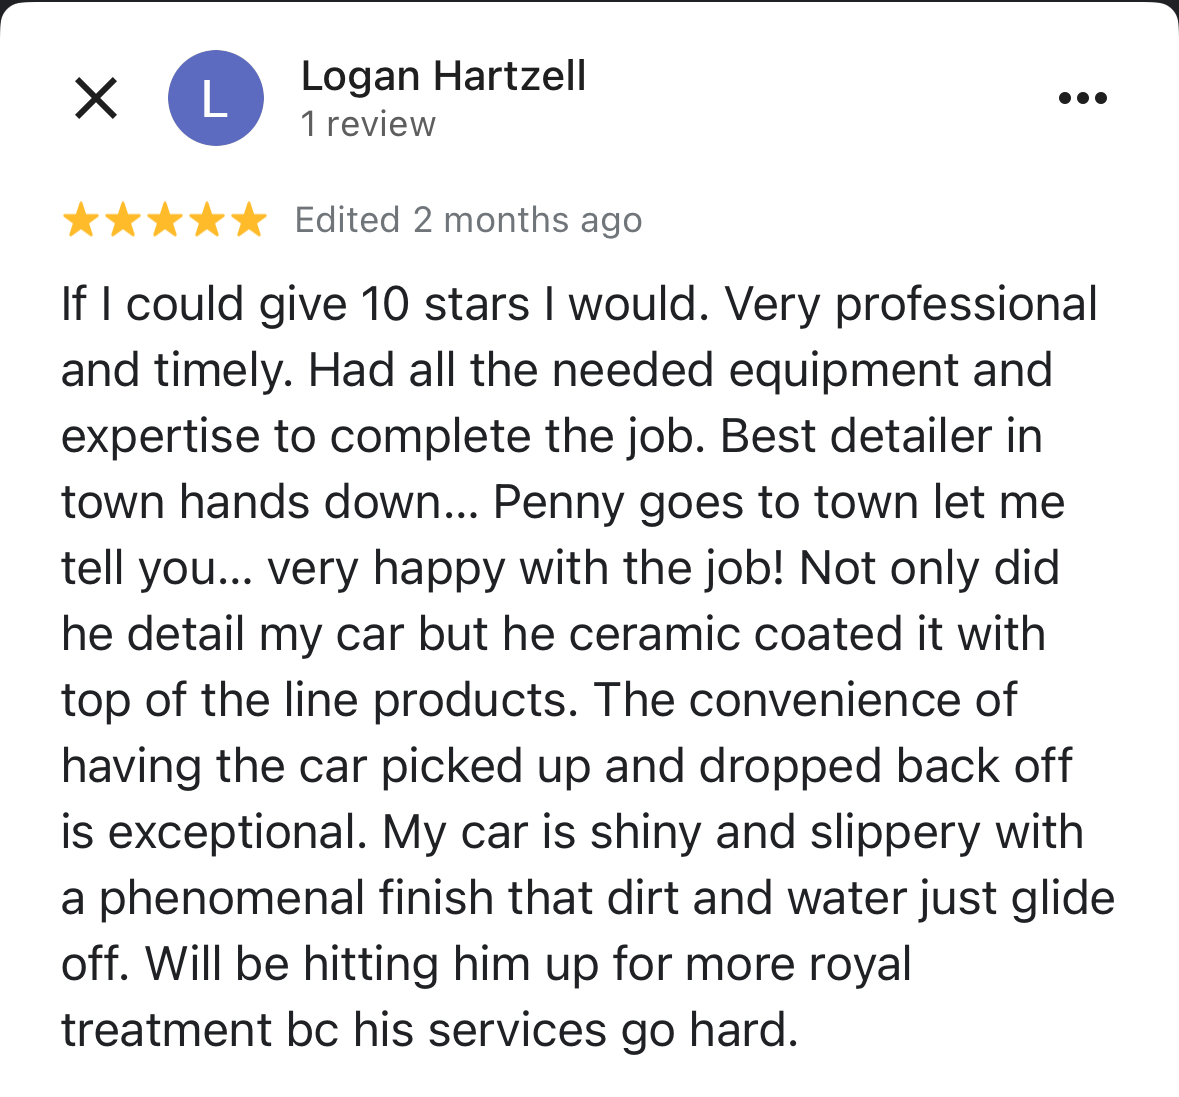 L
Logan Hartzell
1 review
Edited 2 months ago
If I could give 10 stars I would. Very professional
and timely. Had all the needed equipment and
expertise to complete the job. Best detailer in
town hands down... Penny goes to town let me
tell you... very happy with the job! Not only did
he detail my car but he ceramic coated it with
top of the line products. The convenience of
having the car picked up and dropped back off
is exceptional. My car is shiny and slippery with
a phenomenal finish that dirt and water just glide
off. Will be hitting him up for more royal
treatment bc his services go hard.